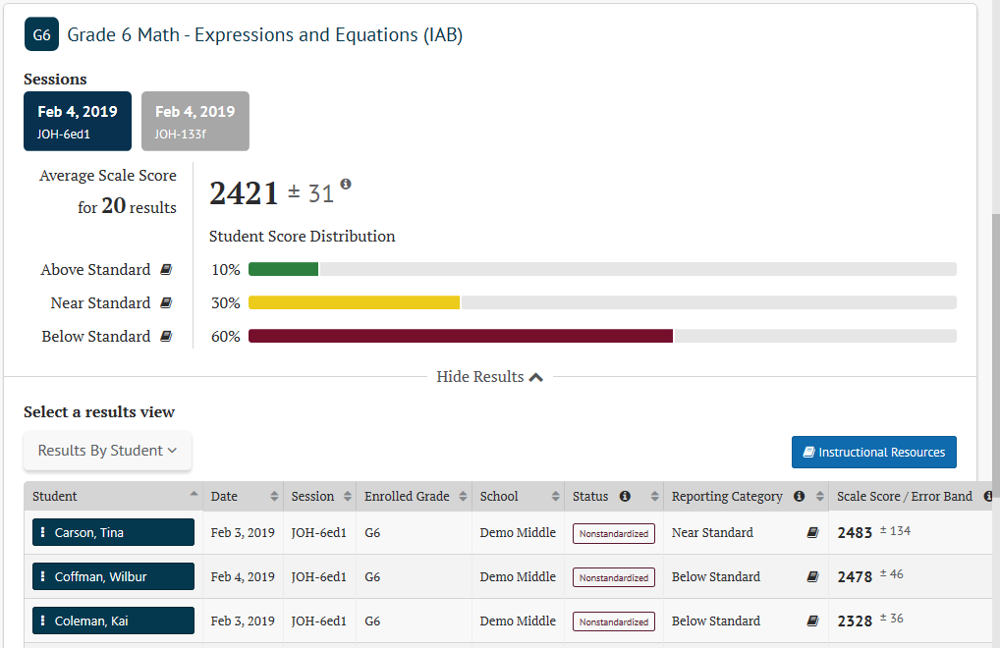 G6 Grade 6 Math - Expressions and Equations (IAB)
Sessions
Feb 4, 2019 Feb 4, 2019
JOH-6ed1 JOH-133f
Average Scale Score
for 20 results
2421 ± 31
Student Score Distribution
Above Standard 10%
Near Standard 30%
Below Standard 60%
Hide Results
Select a results view
Results By Student
Instructional Resources
Student Date Session Enrolled Grade School Status Reporting Category Scale Score / Error Band
Carson, Tina Feb 3, 2019 JOH-6ed1 G6 Demo Middle Nonstandardized Near Standard 2483 ± 134
Coffman, Wilbur Feb 4, 2019 JOH-6ed1 G6 Demo Middle Nonstandardized Below Standard 2478 ± 46
Coleman, Kai Feb 3, 2019 JOH-6ed1 G6 Demo Middle Nonstandardized Below Standard 2328 ± 36